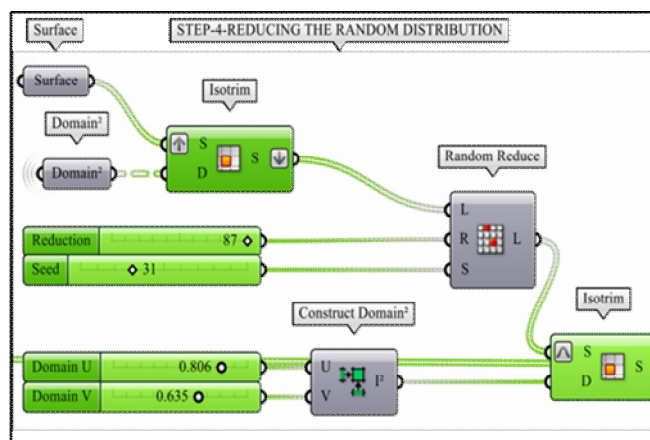 Surface
STEP-4-REDUCING THE RANDOM DISTRIBUTION
Surface
Isotrim
Domain²
S
S
Domain²
D
Random Reduce
L
Reduction
87
R
L
Seed
31
S
Construct Domain²
Isotrim
Domain U
0.806
U
I²
S
S
Domain V
0.635
V
D